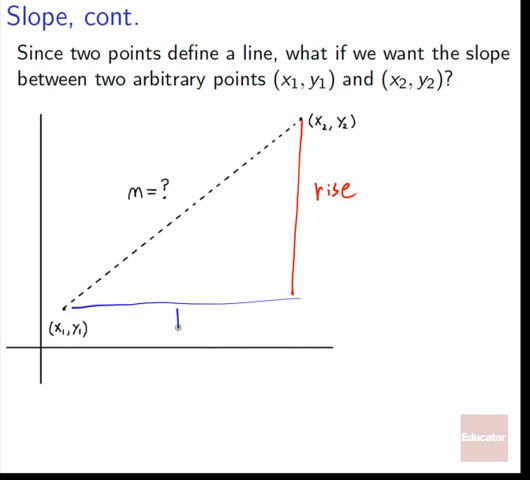 Slope, cont.
Since two points define a line, what if we want the slope
between two arbitrary points (x₁, y₁) and (x₂, y₂)?
(x₂, y₂)
m=?
rise
(x₁, y₁)
Educator